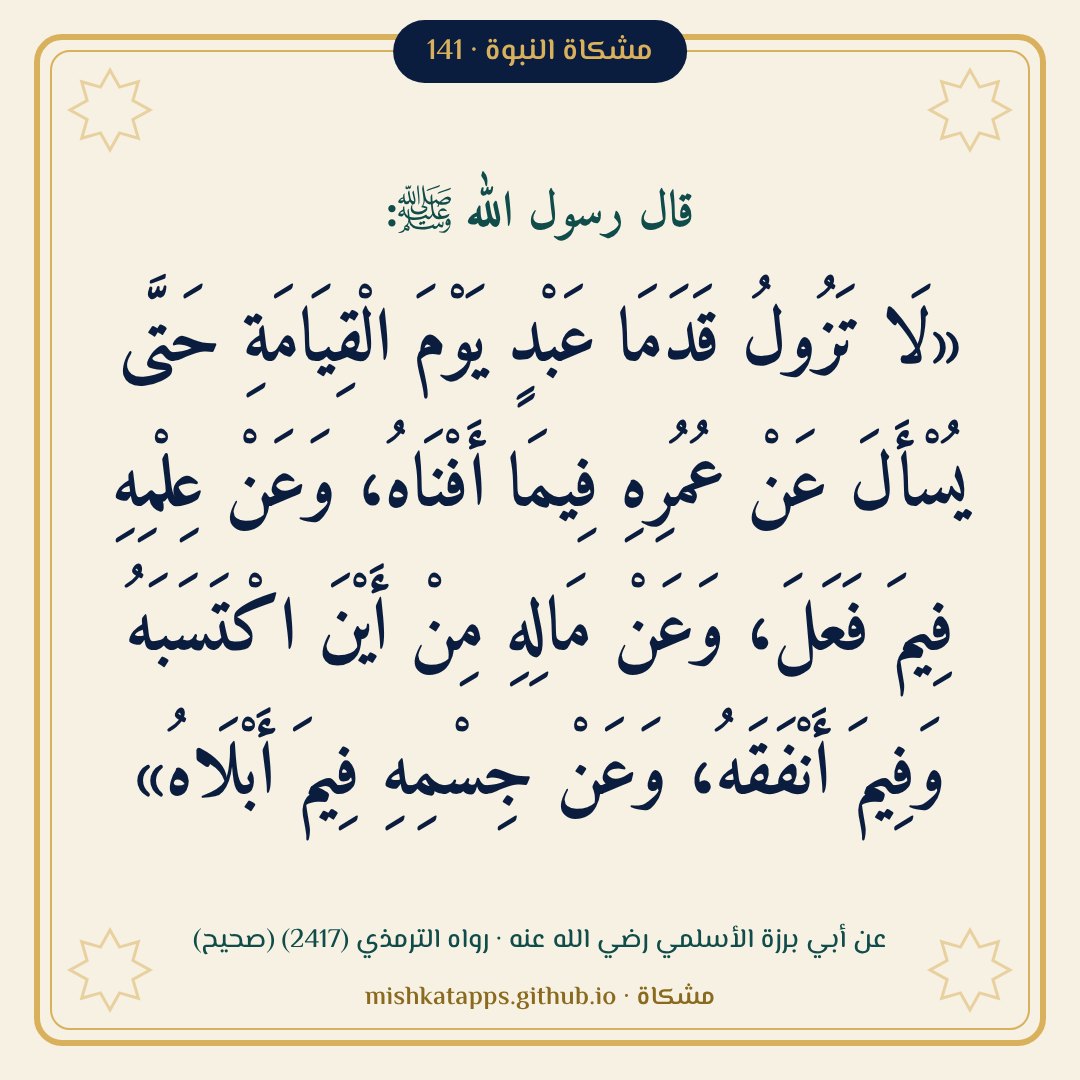 مشكاة النبوة · 141
قال رسول الله ﷺ:
«لَا تَزُولُ قَدَمَا عَبْدٍ يَوْمَ الْقِيَامَةِ حَتَّى
يُسْأَلَ عَنْ عُمُرِهِ فِيمَا أَفْنَاهُ، وَعَنْ عِلْمِهِ
فِيمَ فَعَلَ، وَعَنْ مَالِهِ مِنْ أَيْنَ اكْتَسَبَهُ
وَفِيمَ أَنْفَقَهُ، وَعَنْ جِسْمِهِ فِيمَ أَبْلَاهُ»
عن أبي برزة الأسلمي رضي الله عنه · رواه الترمذي (2417) (صحيح)
مشكاة · mishkatapps.github.io